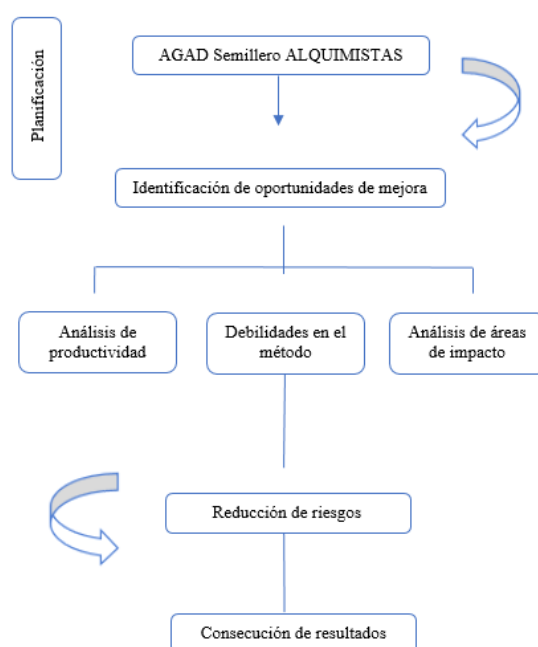 Planificación
AGAD Semillero ALQUIMISTAS
Identificación de oportunidades de mejora
Análisis de
productividad
Debilidades en el
método
Análisis de áreas
de impacto
Reducción de riesgos
Consecución de resultados